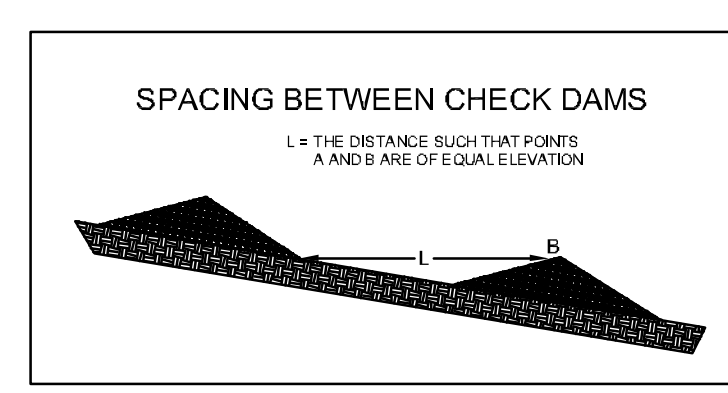 SPACING BETWEEN CHECK DAMS
L = THE DISTANCE SUCH THAT POINTS
A AND B ARE OF EQUAL ELEVATION
B
L